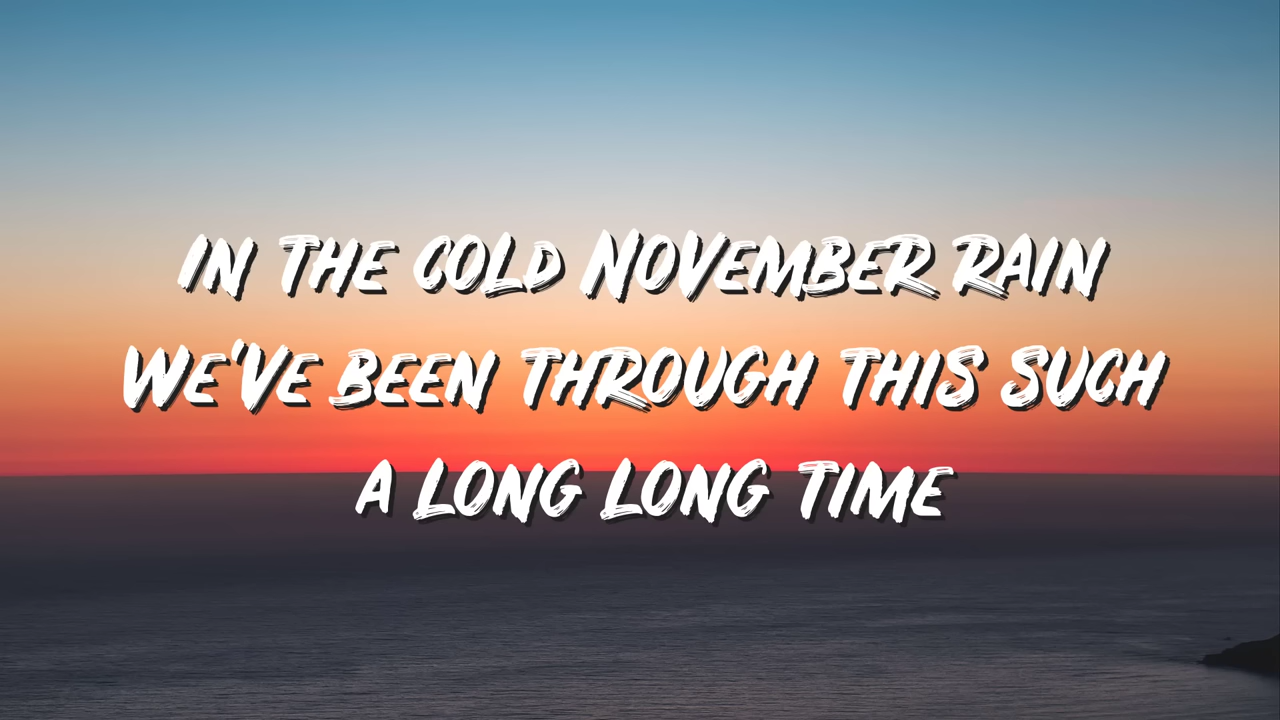 IN THE COLD NOVEMBER RAIN
WE'VE BEEN THROUGH THIS SUCH
A LONG LONG TIME